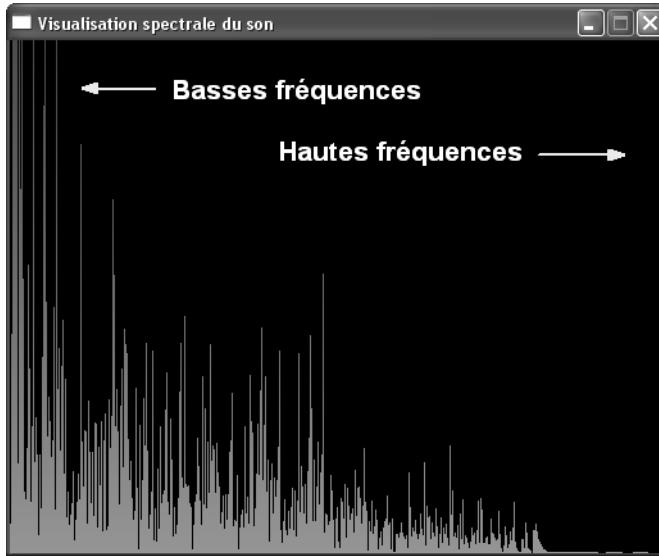 Visualisation spectrale du son
Basses fréquences
Hautes fréquences